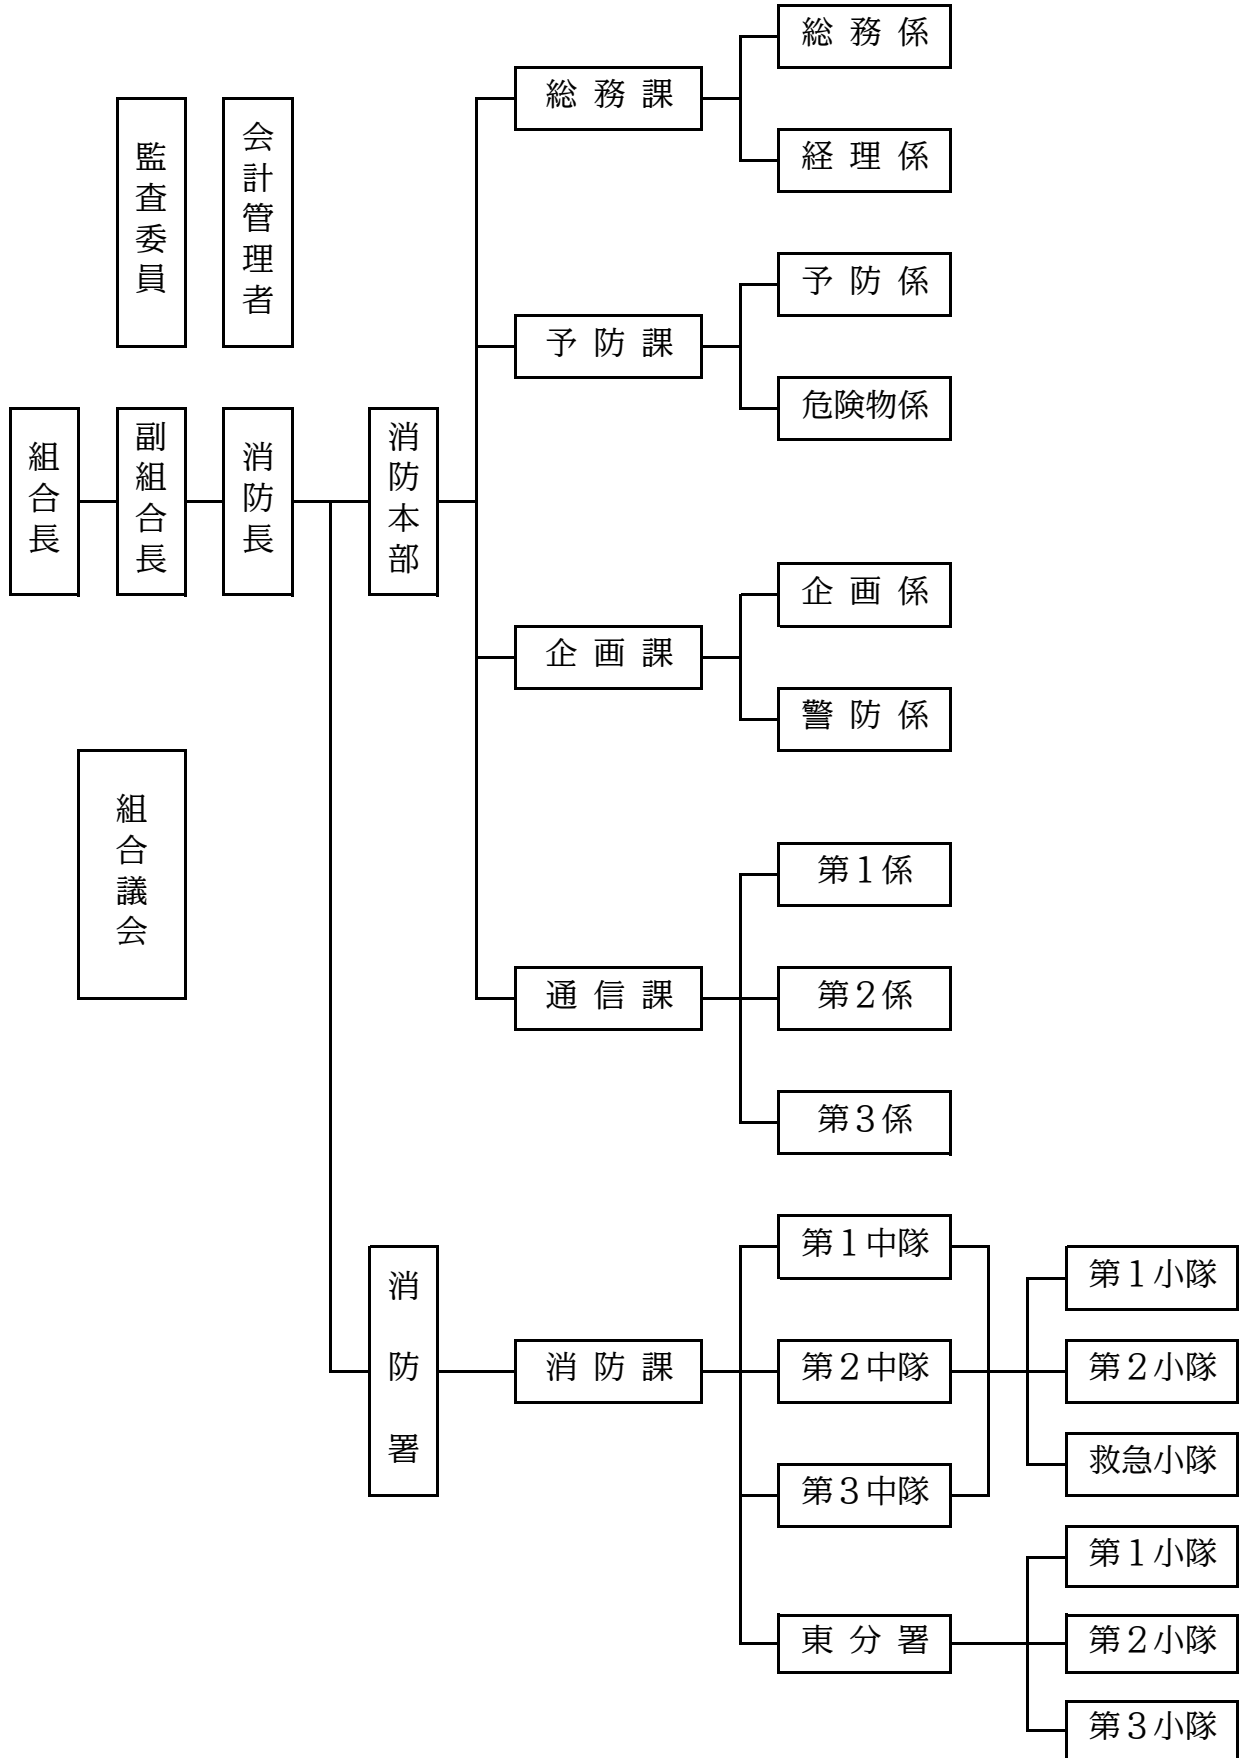 監査委員
会計管理者
組合長
副組合長
消防長
組合議会
消防本部
総務課
総務係
経理係
予防課
予防係
危険物係
企画課
企画係
警防係
通信課
第1係
第2係
第3係
消防署
消防課
第1中隊
第2中隊
第3中隊
第1小隊
第2小隊
救急小隊
東分署
第1小隊
第2小隊
第3小隊